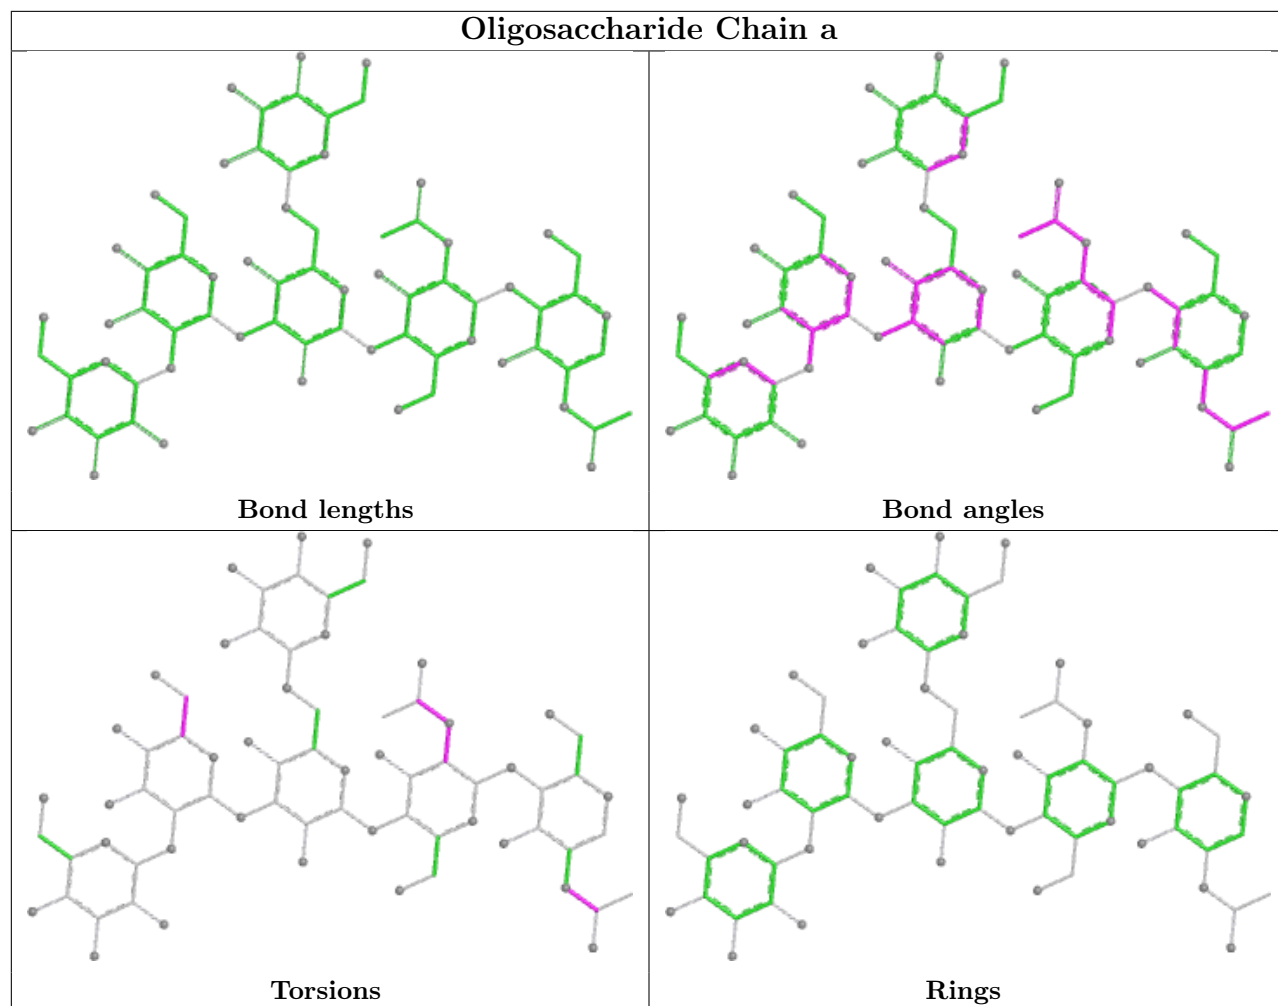 Oligosaccharide Chain a
Bond lengths
Bond angles
Torsions
Rings